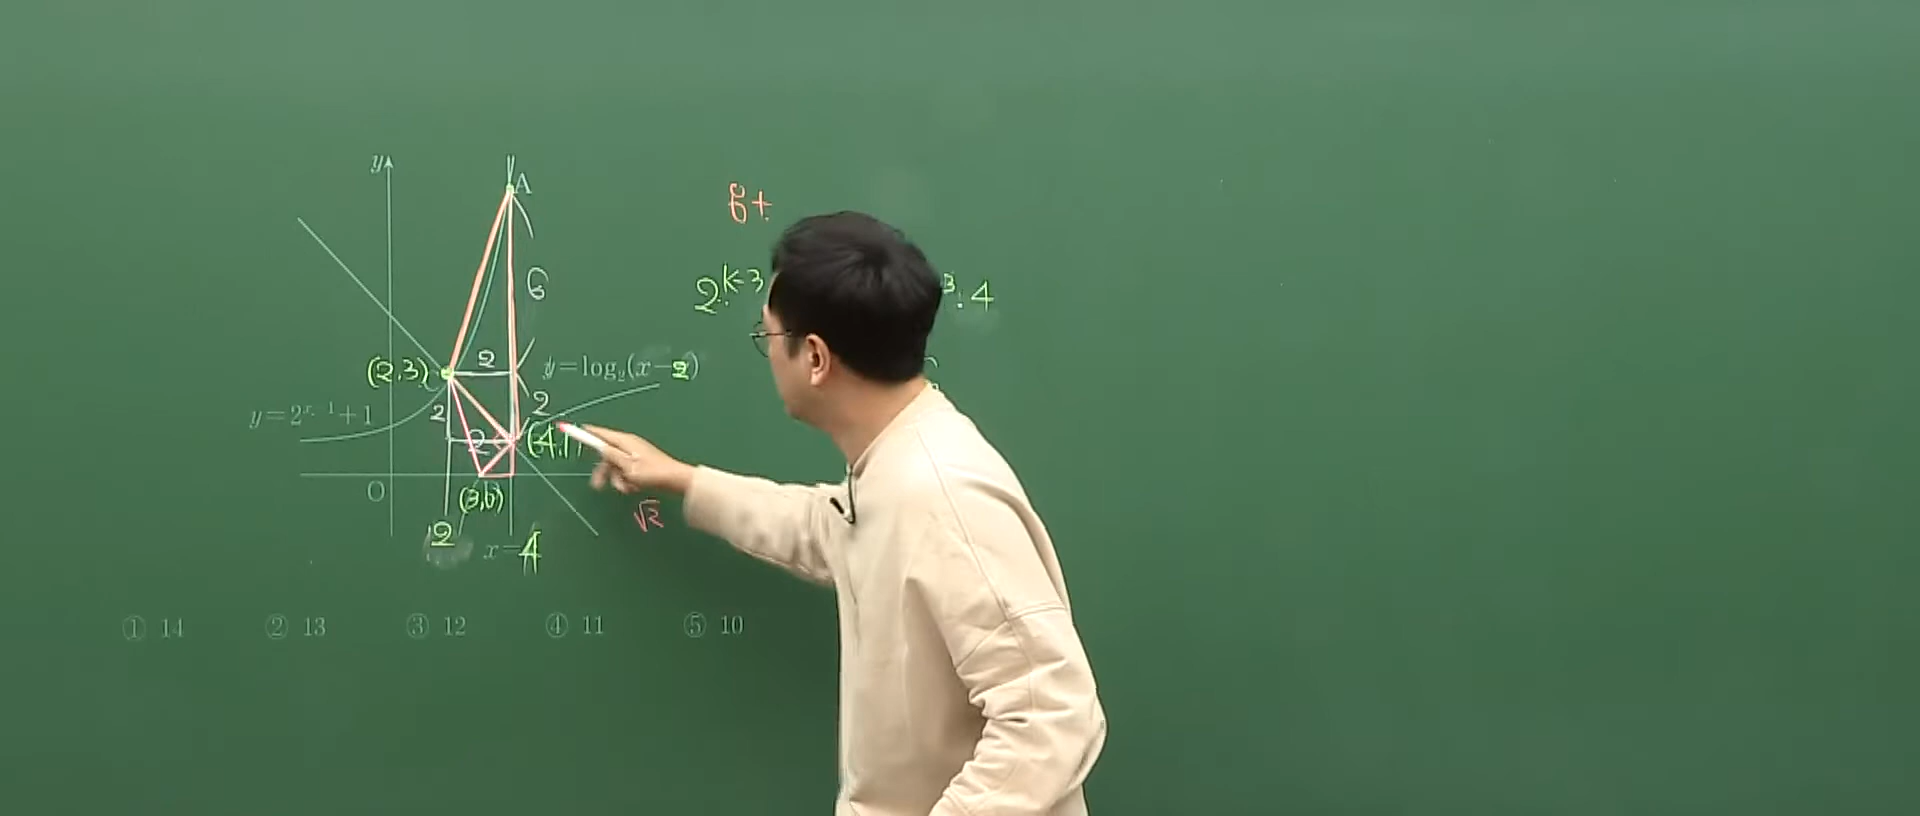 y
A
6+
6
2^{k-3}
3 . 4
(2,3)
2
y=log₂(x-2)
y=2^{x-1}+1
2
2
2
(4,1)
O
(3,0)
√2
2
x=4
① 14 ② 13 ③ 12 ④ 11 ⑤ 10